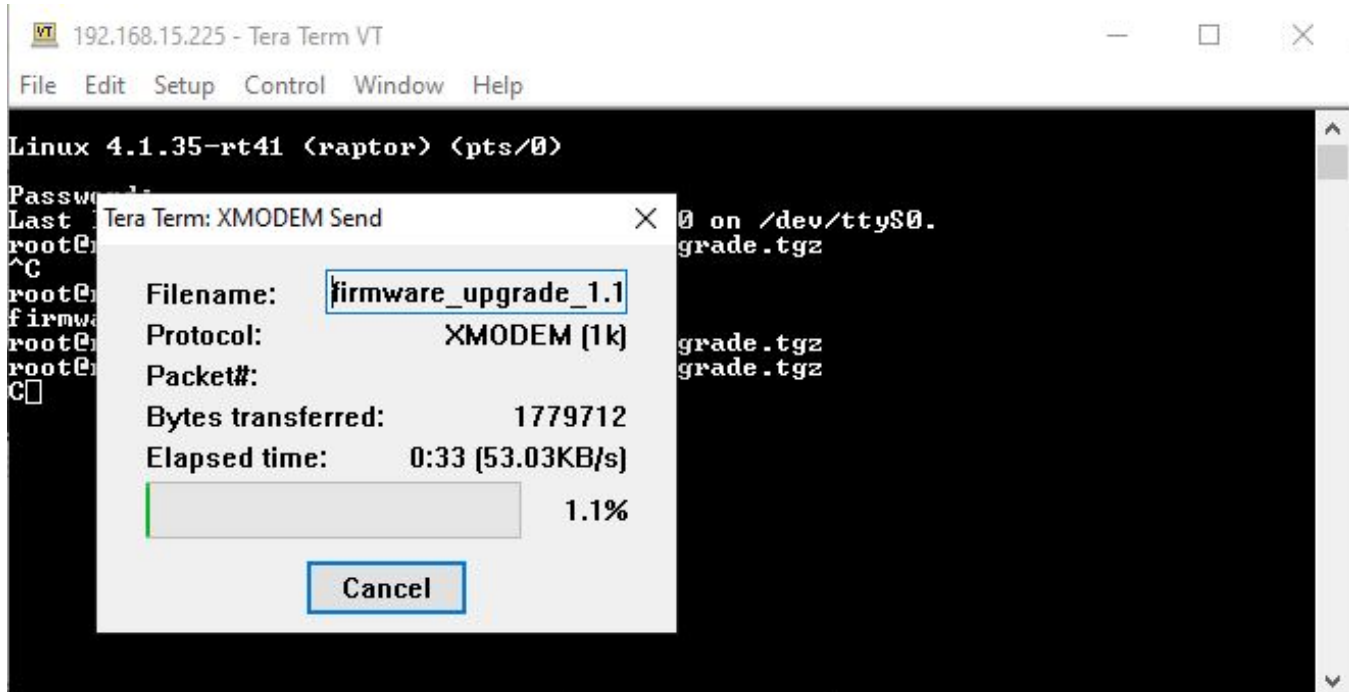 192.168.15.225 - Tera Term VT
File Edit Setup Control Window Help
Linux 4.1.35-rt41 (raptor) (pts/0)
Last 0 on /dev/ttyS0.
root@ grade.tgz
^C
root@
firmwa
root@ grade.tgz
root@ grade.tgz
C
Tera Term: XMODEM Send
Filename: firmware_upgrade_1.1
Protocol: XMODEM (1k)
Packet#:
Bytes transferred: 1779712
Elapsed time: 0:33 (53.03KB/s)
1.1%
Cancel